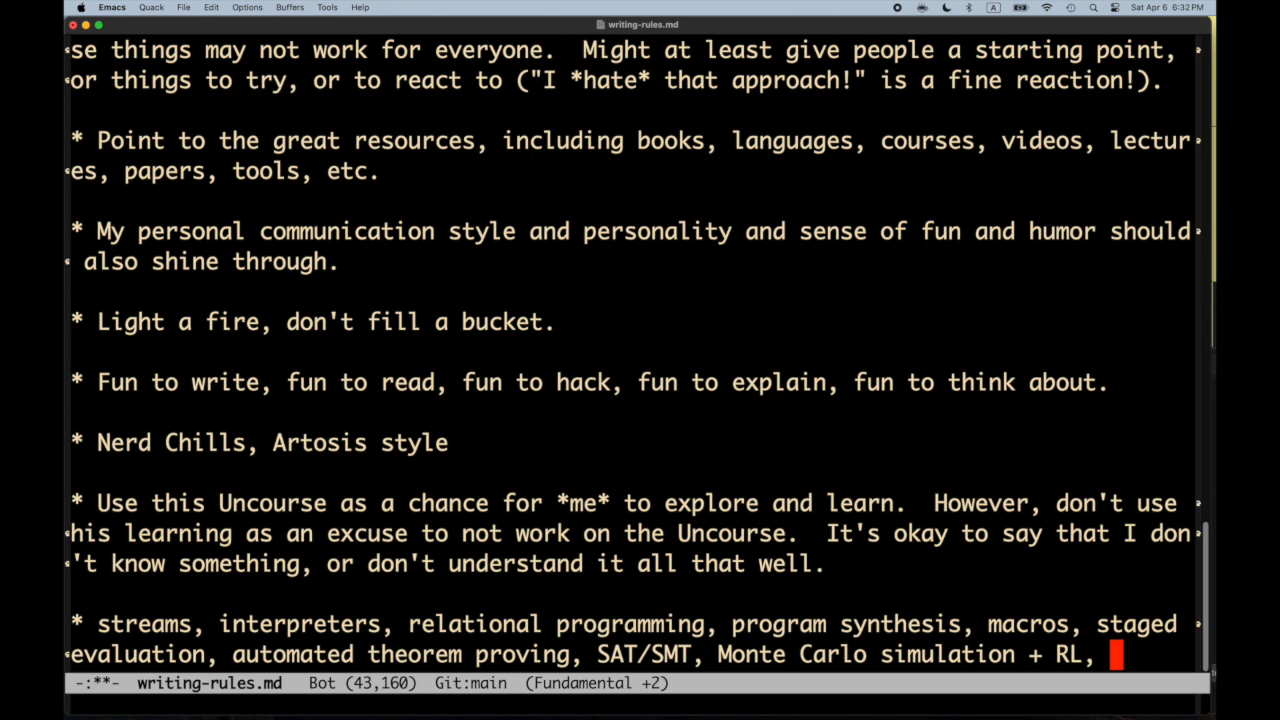 Emacs Quack File Edit Options Buffers Tools Help A Sat Apr 6 6:32 PM
writing-rules.md
se things may not work for everyone.  Might at least give people a starting point,
or things to try, or to react to ("I *hate* that approach!" is a fine reaction!).
* Point to the great resources, including books, languages, courses, videos, lectur
es, papers, tools, etc.
* My personal communication style and personality and sense of fun and humor should
also shine through.
* Light a fire, don't fill a bucket.
* Fun to write, fun to read, fun to hack, fun to explain, fun to think about.
* Nerd Chills, Artosis style
* Use this Uncourse as a chance for *me* to explore and learn.  However, don't use
his learning as an excuse to not work on the Uncourse.  It's okay to say that I don
't know something, or don't understand it all that well.
* streams, interpreters, relational programming, program synthesis, macros, staged
evaluation, automated theorem proving, SAT/SMT, Monte Carlo simulation + RL,
-:**-  writing-rules.md   Bot (43,160)  Git:main  (Fundamental +2)